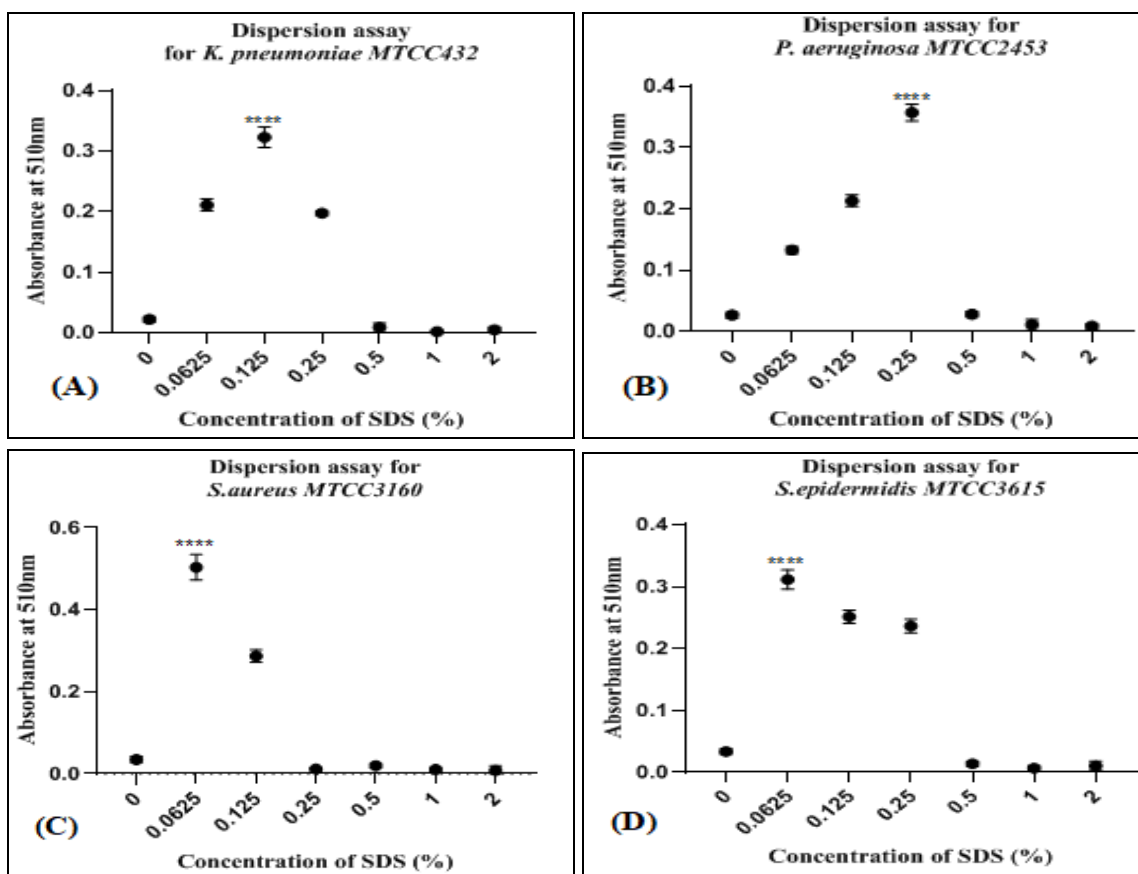 Dispersion assay
for K. pneumoniae MTCC432
****
Absorbance at 510nm
0.4
0.3
0.2
0.1
0.0
0
0.0625
0.125
0.25
0.5
1
2
(A)
Concentration of SDS (%)
Dispersion assay for
P. aeruginosa MTCC2453
****
Absorbance at 510nm
0.4
0.3
0.2
0.1
0.0
0
0.0625
0.125
0.25
0.5
1
2
(B)
Concentration of SDS (%)
Dispersion assay for
S.aureus MTCC3160
****
Absorbance at 510nm
0.6
0.4
0.2
0.0
0
0.0625
0.125
0.25
0.5
1
2
(C)
Concentration of SDS (%)
Dispersion assay for
S.epidermidis MTCC3615
****
Absorbance at 510nm
0.4
0.3
0.2
0.1
0.0
0
0.0625
0.125
0.25
0.5
1
2
(D)
Concentration of SDS (%)